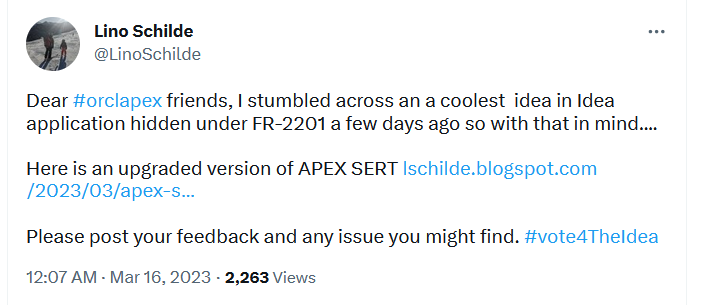 Lino Schilde
@LinoSchilde
Dear #orclapex friends, I stumbled across an a coolest idea in Idea
application hidden under FR-2201 a few days ago so with that in mind....
Here is an upgraded version of APEX SERT lschilde.blogspot.com
/2023/03/apex-s...
Please post your feedback and any issue you might find. #vote4TheIdea
12:07 AM · Mar 16, 2023 · 2,263 Views